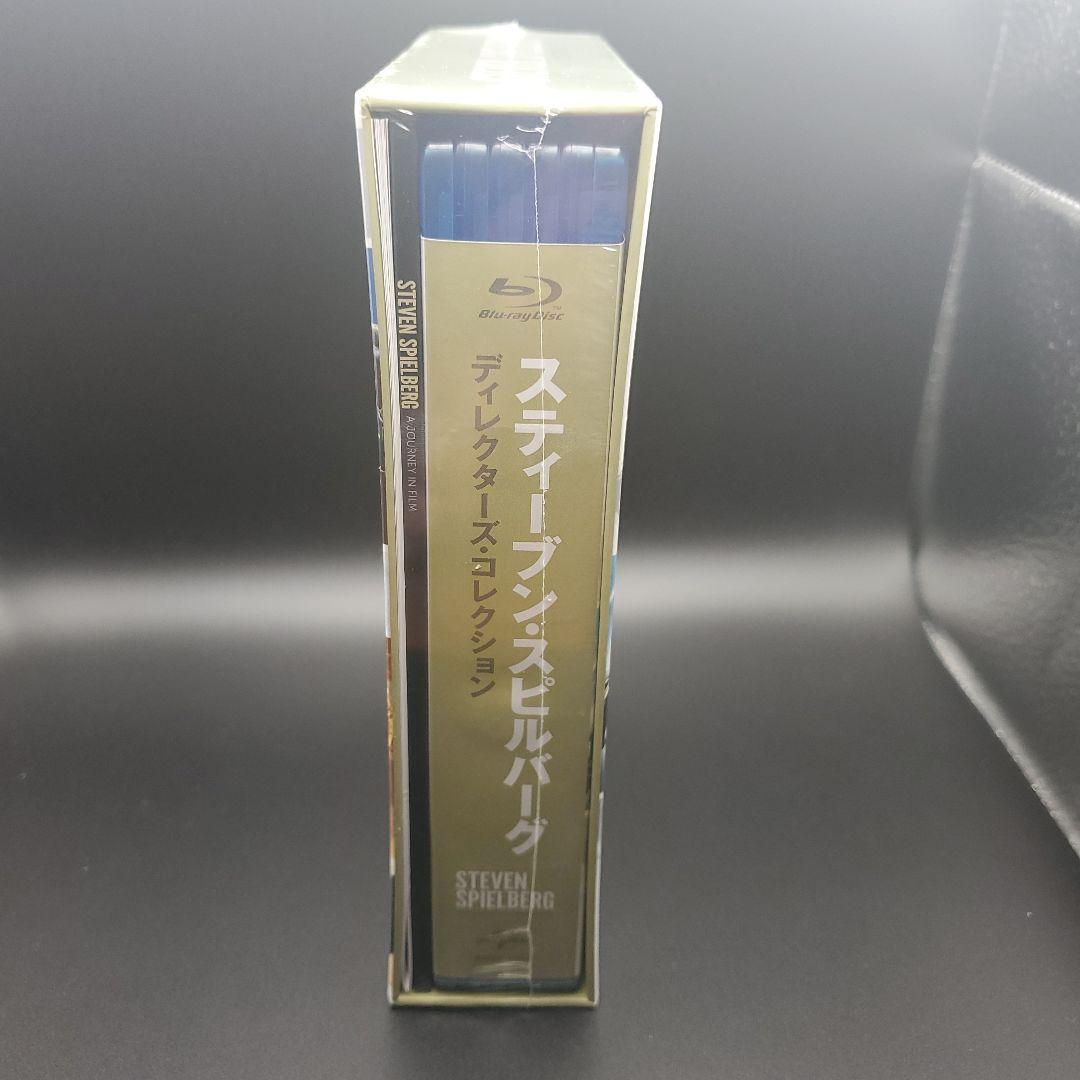 Blu-ray Disc
TM
スティーブン・スピルバーグ
ディレクターズ・コレクション
STEVEN
SPIELBERG
STEVEN SPIELBERG A JOURNEY IN FILM